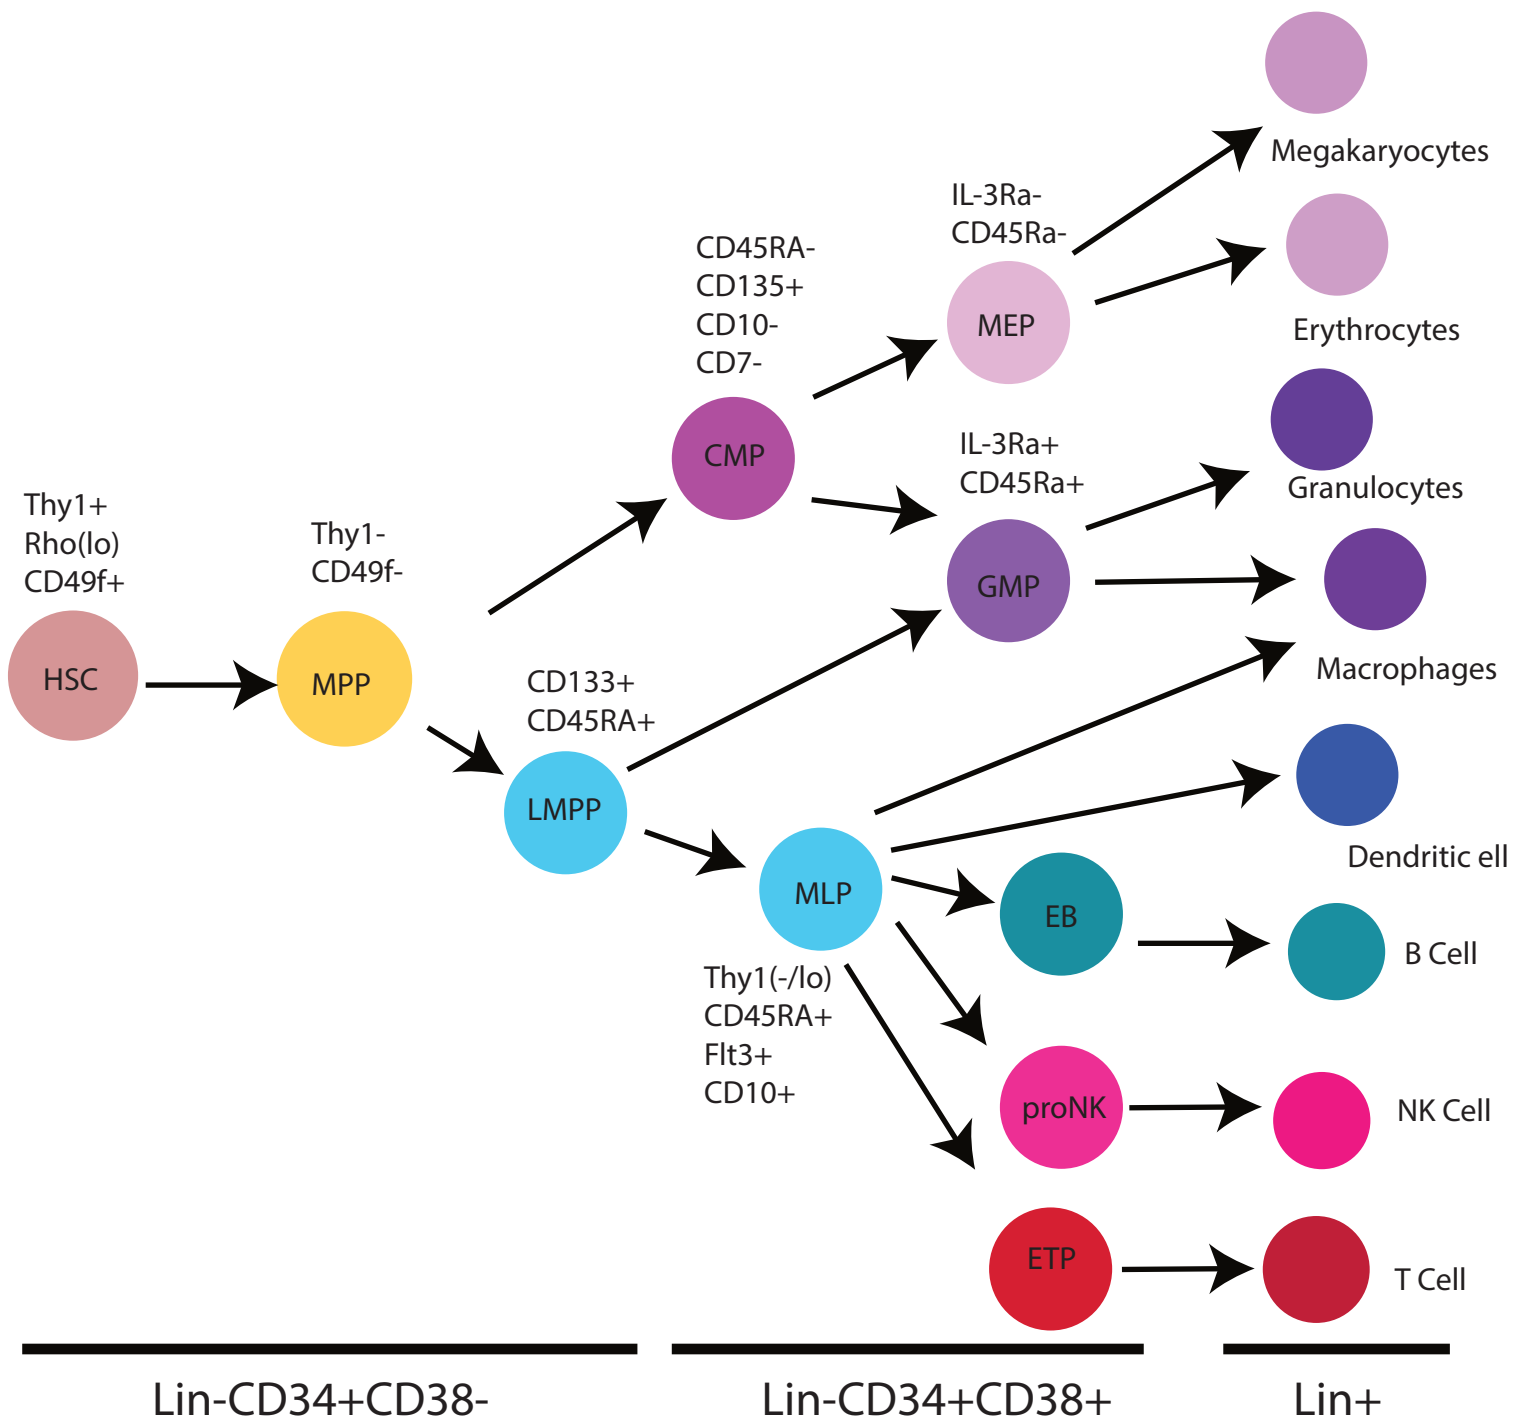 Megakaryocytes
IL-3Ra-
CD45Ra-
MEP
Erythrocytes
CD45RA-
CD135+
CD10-
CD7-
CMP
IL-3Ra+
CD45Ra+
GMP
Granulocytes
Macrophages
Thy1+
Rho(lo)
CD49f+
HSC
Thy1-
CD49f-
MPP
CD133+
CD45RA+
LMPP
MLP
Thy1(-/lo)
CD45RA+
Flt3+
CD10+
Dendritic ell
EB
B Cell
proNK
NK Cell
ETP
T Cell
Lin-CD34+CD38-
Lin-CD34+CD38+
Lin+